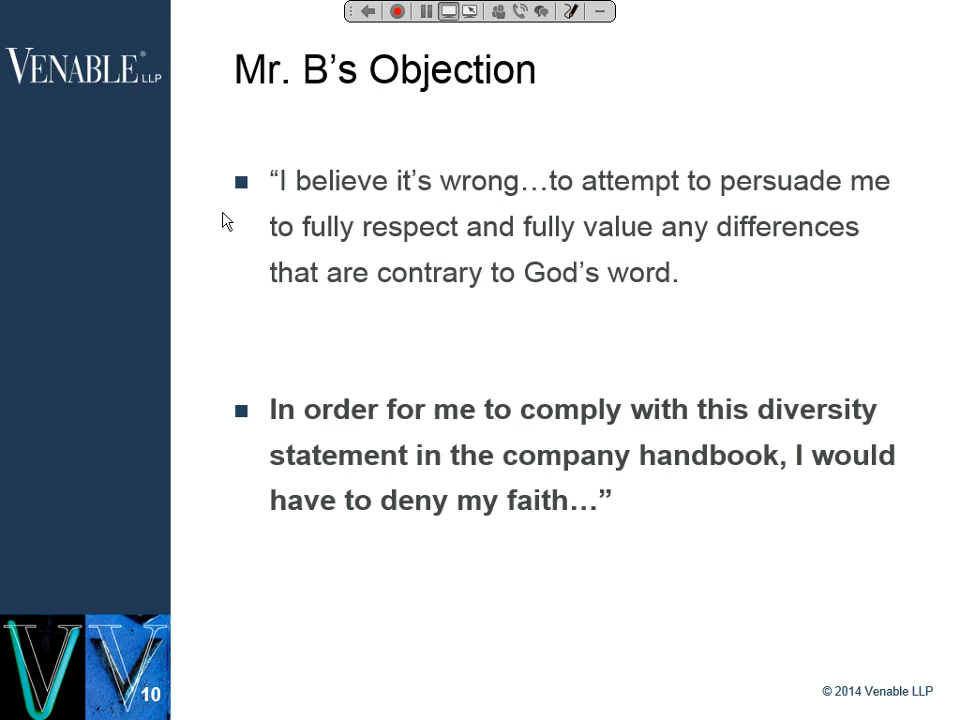 VENABLE® LLP
Mr. B’s Objection
“I believe it’s wrong…to attempt to persuade me
to fully respect and fully value any differences
that are contrary to God’s word.
In order for me to comply with this diversity
statement in the company handbook, I would
have to deny my faith…”
10
© 2014 Venable LLP